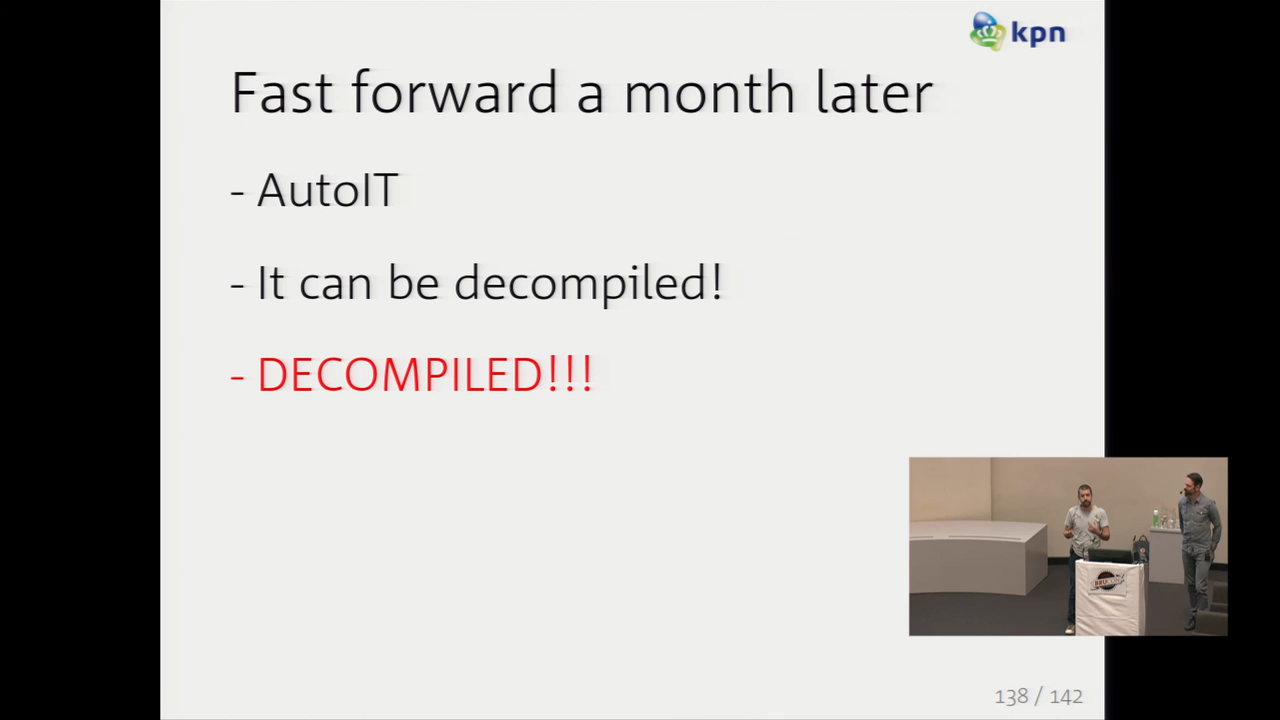 kpn
Fast forward a month later
- AutoIT
- It can be decompiled!
- DECOMPILED!!!
138 / 142